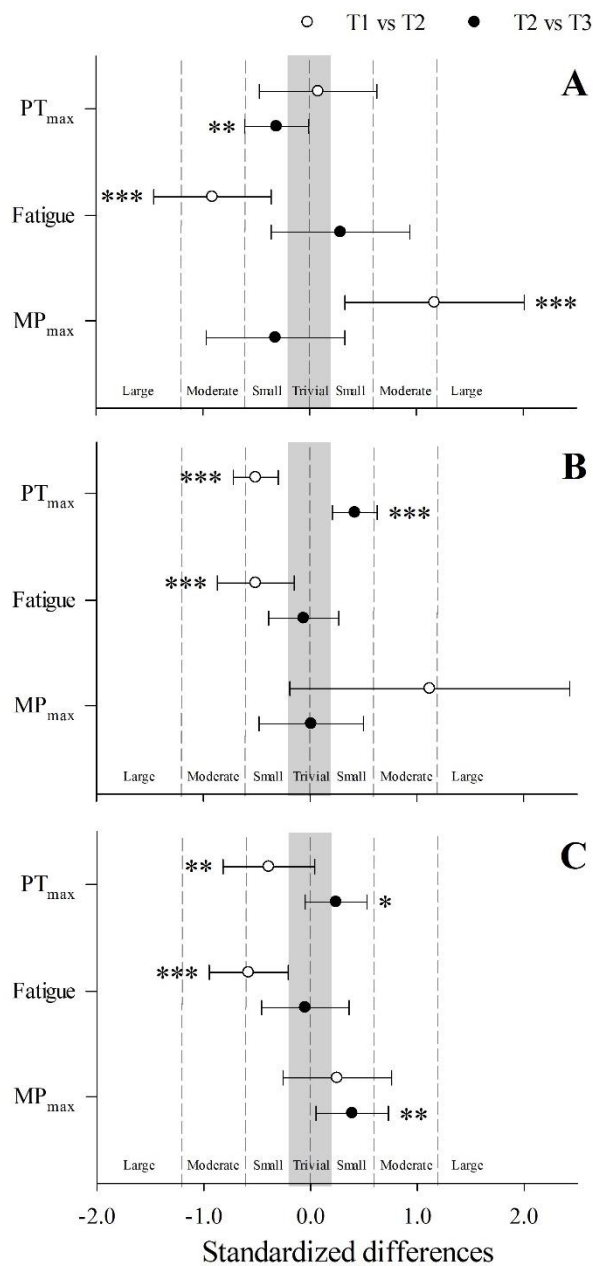 T1 vs T2 T2 vs T3
A
PTmax
**
***
Fatigue
***
MPmax
Large Moderate Small Trivial Small Moderate Large
B
***
PTmax
***
***
Fatigue
MPmax
Large Moderate Small Trivial Small Moderate Large
C
**
PTmax
*
***
Fatigue
MPmax
**
Large Moderate Small Trivial Small Moderate Large
-2.0 -1.0 0.0 1.0 2.0
Standardized differences